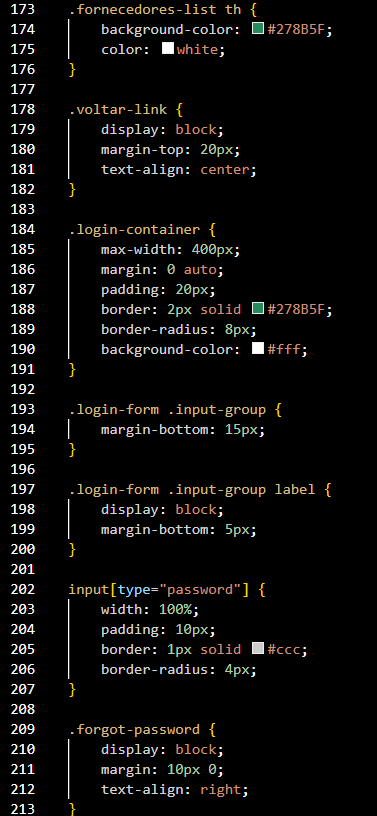 173 .fornecedores-list th {
174 background-color: #278B5F;
175 color: white;
176 }
177
178 .voltar-link {
179 display: block;
180 margin-top: 20px;
181 text-align: center;
182 }
183
184 .login-container {
185 max-width: 400px;
186 margin: 0 auto;
187 padding: 20px;
188 border: 2px solid #278B5F;
189 border-radius: 8px;
190 background-color: #fff;
191 }
192
193 .login-form .input-group {
194 margin-bottom: 15px;
195 }
196
197 .login-form .input-group label {
198 display: block;
199 margin-bottom: 5px;
200 }
201
202 input[type="password"] {
203 width: 100%;
204 padding: 10px;
205 border: 1px solid #ccc;
206 border-radius: 4px;
207 }
208
209 .forgot-password {
210 display: block;
211 margin: 10px 0;
212 text-align: right;
213 }